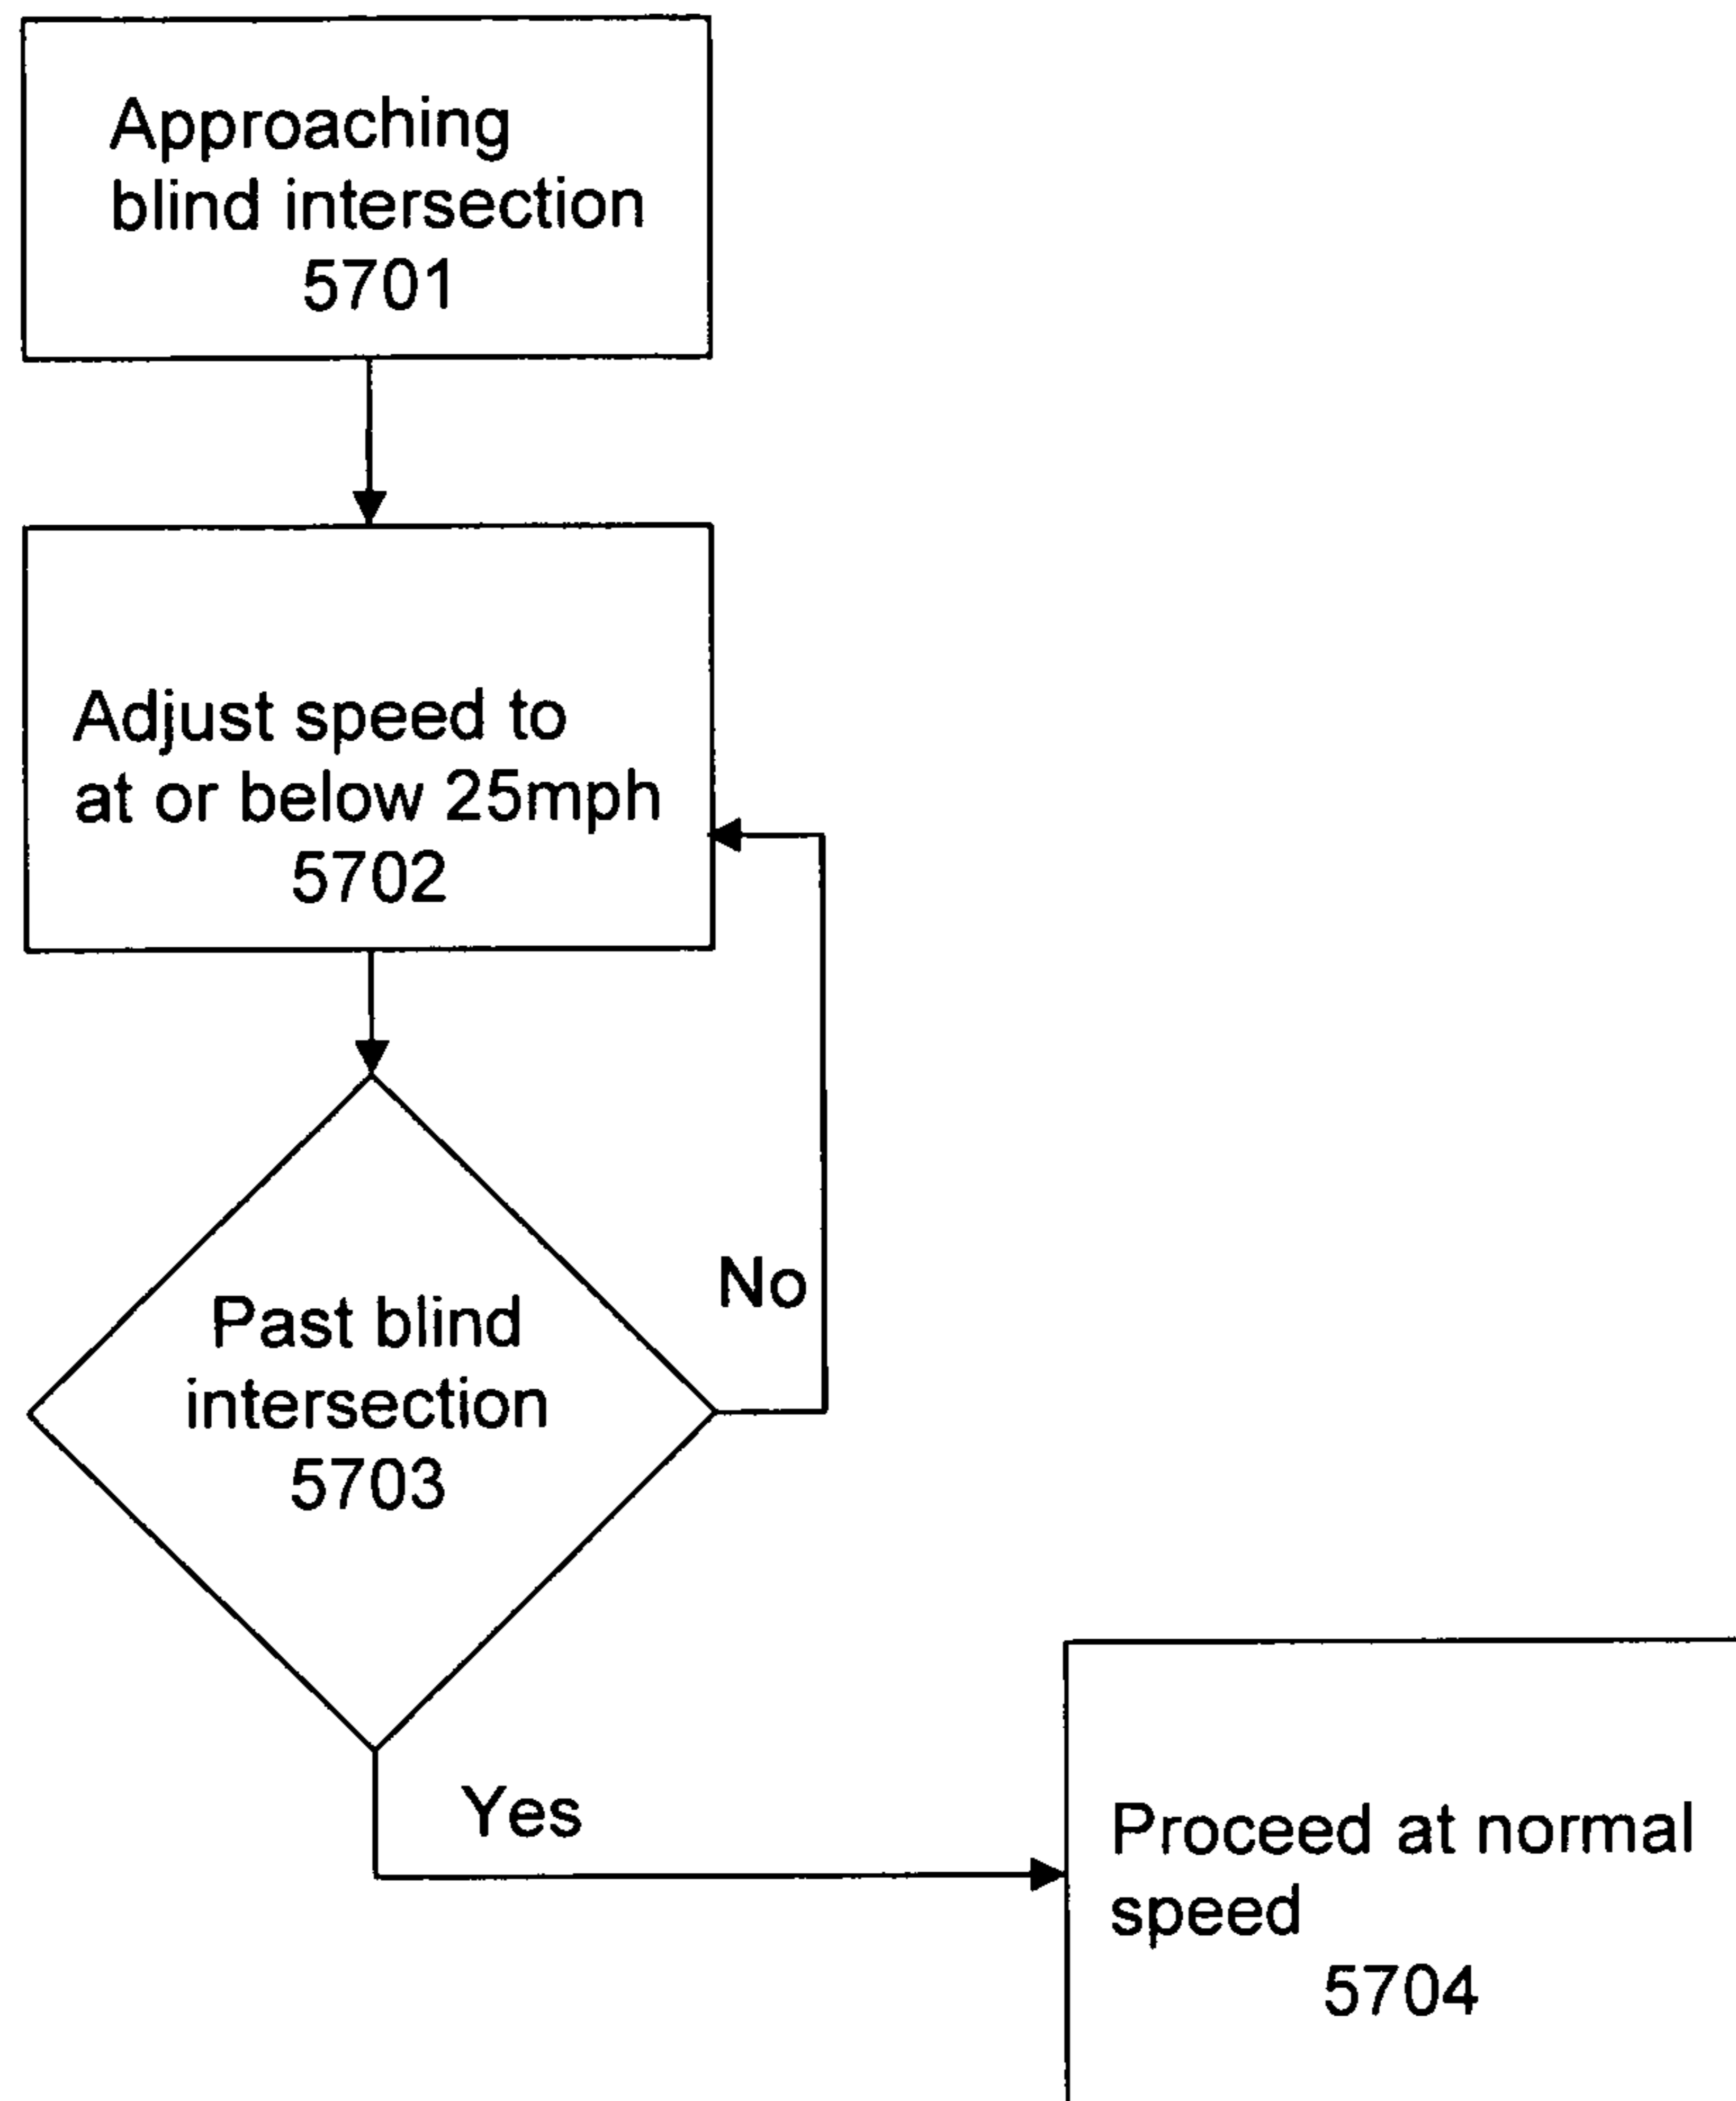 Approaching
blind intersection
5701
Adjust speed to
at or below 25mph
5702
No
Past blind
intersection
5703
Yes
Proceed at normal
speed
5704